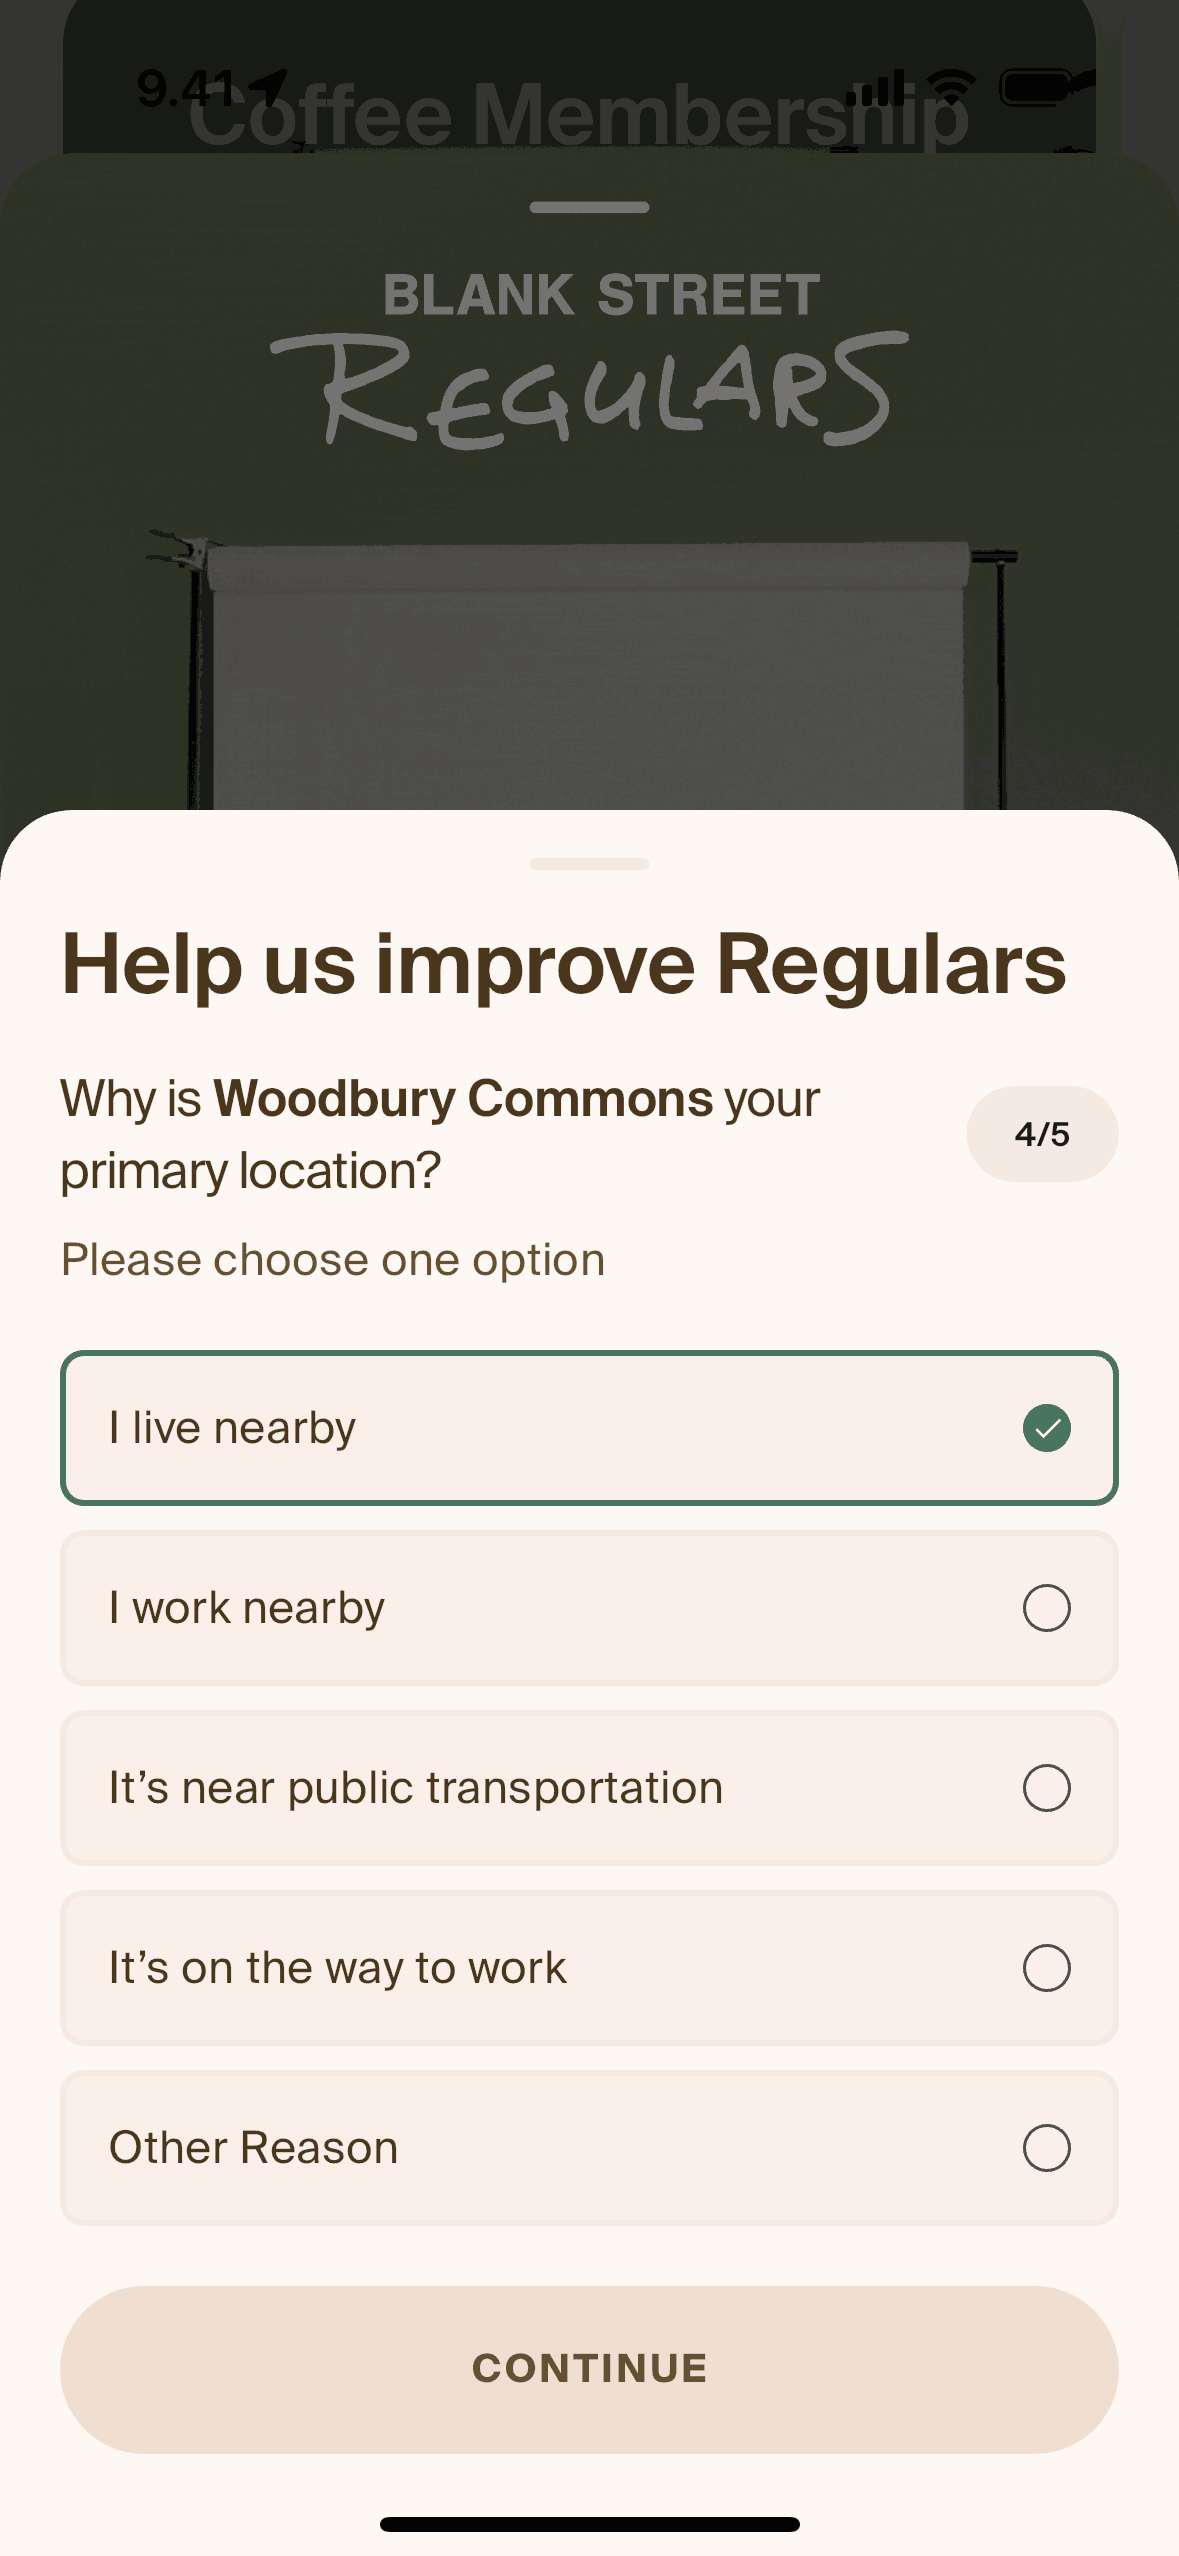 9.41
Coffee Membership
BLANK STREET
REGULARS
Help us improve Regulars
Why is Woodbury Commons your
primary location?
4/5
Please choose one option
I live nearby
I work nearby
It’s near public transportation
It’s on the way to work
Other Reason
CONTINUE